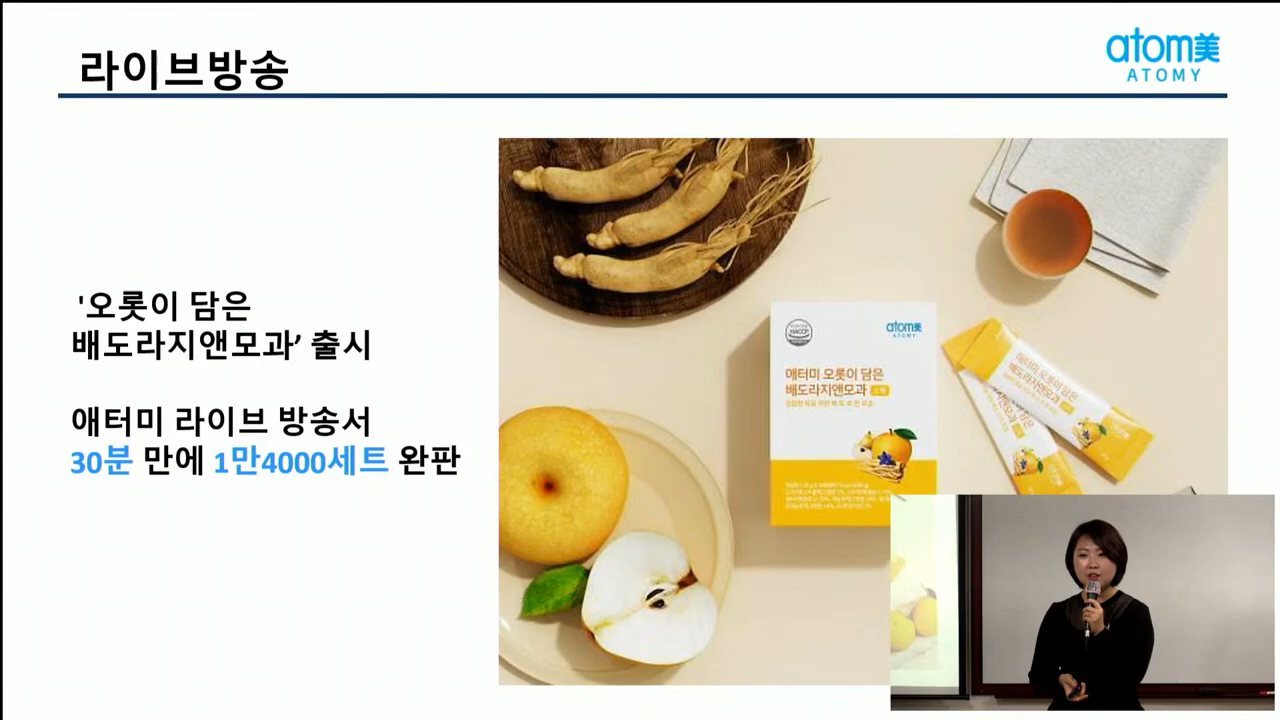 라이브방송
atom美
ATOMY
'오롯이 담은
배도라지앤모과’ 출시
애터미 라이브 방송서
30분 만에 1만4000세트 완판
HACCP
atom美
ATOMY
애터미 오롯이 담은
배도라지앤모과 스틱
애터미 오롯이 담은
배도라지앤모과